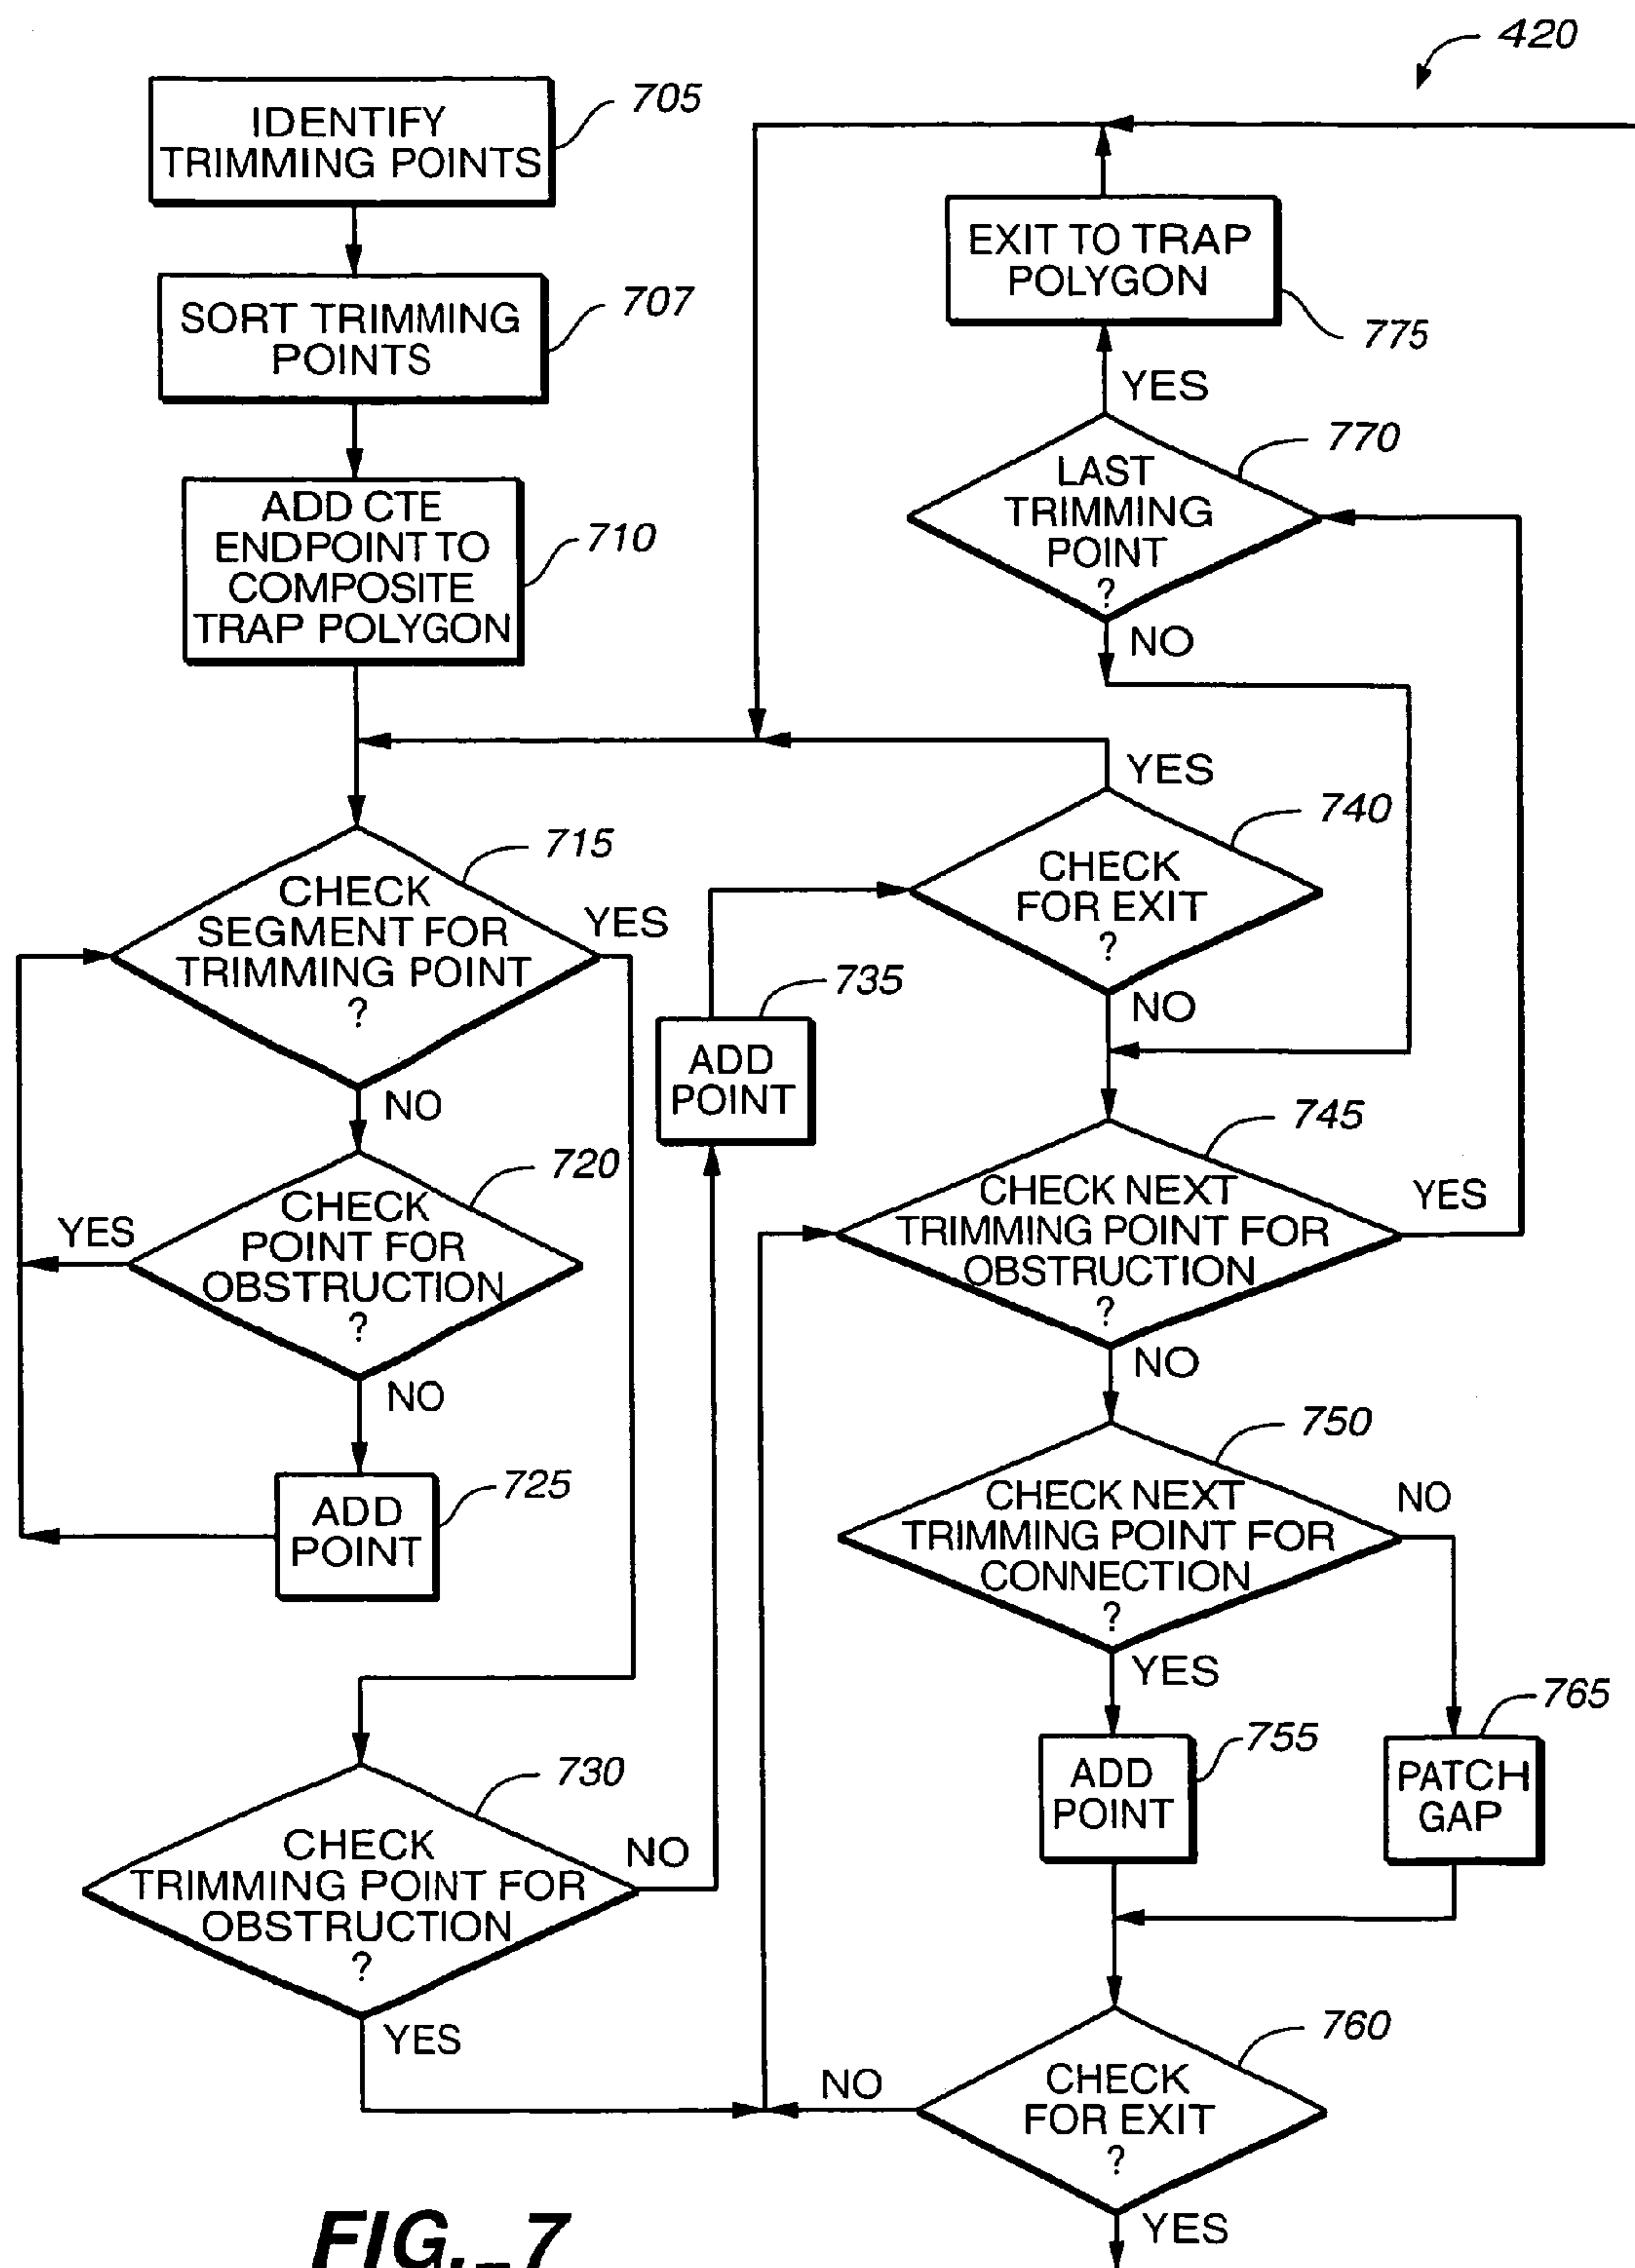 420
IDENTIFY
TRIMMING POINTS
705
SORT TRIMMING
POINTS
707
ADD CTE
ENDPOINT TO
COMPOSITE
TRAP POLYGON
710
CHECK
SEGMENT FOR
TRIMMING POINT
?
715
YES
NO
CHECK
POINT FOR
OBSTRUCTION
?
720
YES
NO
ADD
POINT
725
CHECK
TRIMMING POINT FOR
OBSTRUCTION
?
730
NO
YES
ADD
POINT
735
EXIT TO TRAP
POLYGON
775
YES
LAST
TRIMMING
POINT
?
770
NO
YES
CHECK
FOR EXIT
?
740
NO
CHECK NEXT
TRIMMING POINT FOR
OBSTRUCTION
?
745
YES
NO
CHECK NEXT
TRIMMING POINT FOR
CONNECTION
?
750
NO
YES
ADD
POINT
755
PATCH
GAP
765
CHECK
FOR EXIT
?
760
NO
YES
FIG._7